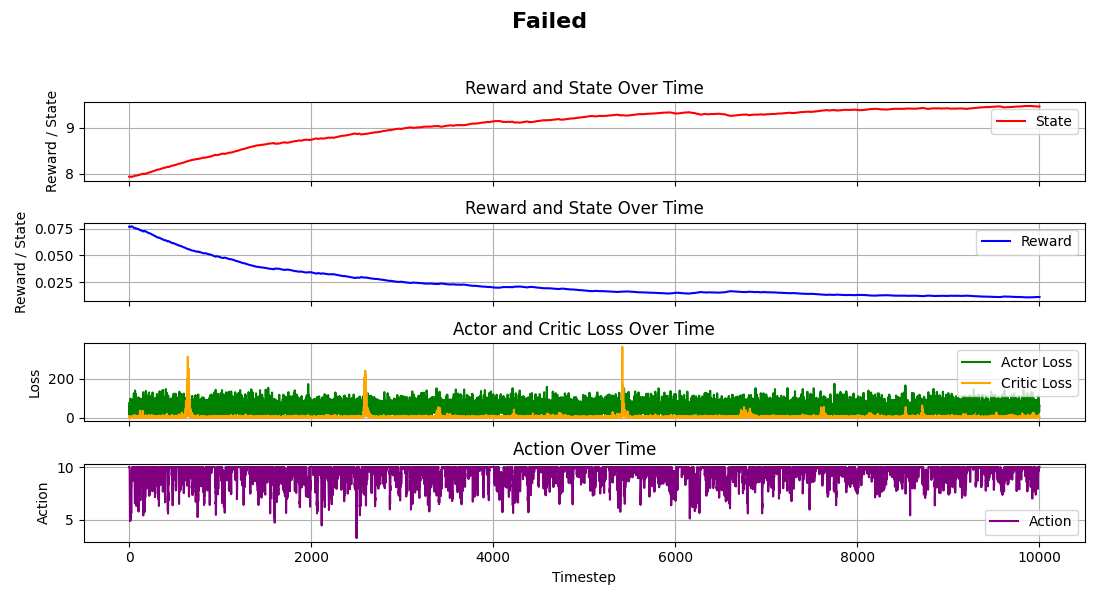 Failed
Reward and State Over Time
Reward / State
9
8
State
Reward and State Over Time
Reward / State
0.075
0.050
0.025
Reward
Actor and Critic Loss Over Time
Loss
200
0
Actor Loss
Critic Loss
Action Over Time
Action
10
5
Action
0 2000 4000 6000 8000 10000
Timestep